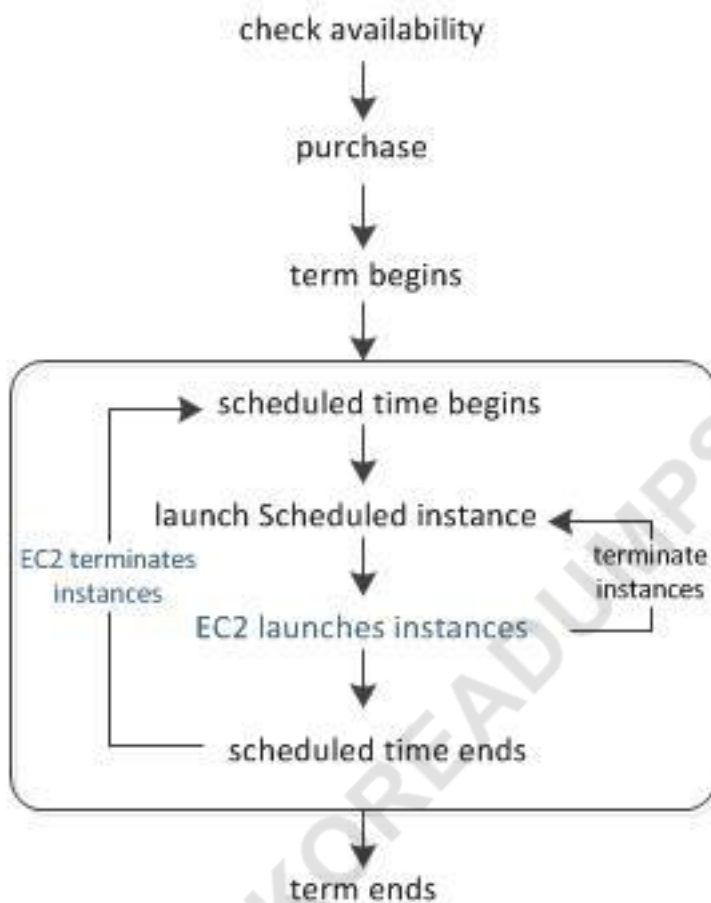 check availability
purchase
term begins
scheduled time begins
launch Scheduled instance
EC2 terminates
instances
terminate
instances
EC2 launches instances
scheduled time ends
term ends
KOREADUMPS